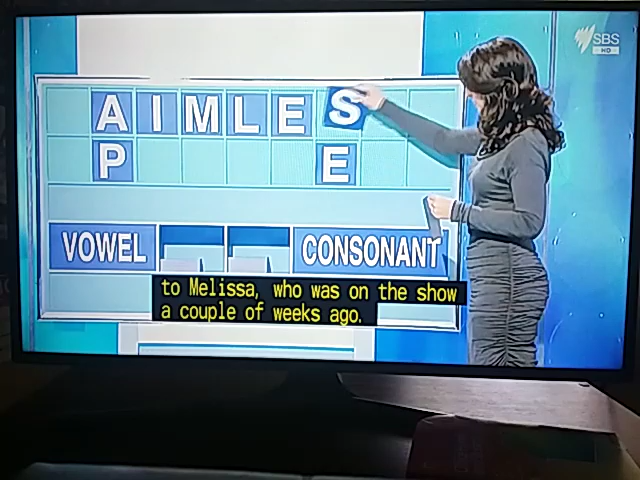 SBS
HD
AIMLES
P E
VOWEL CONSONANT
to Melissa, who was on the show
a couple of weeks ago.